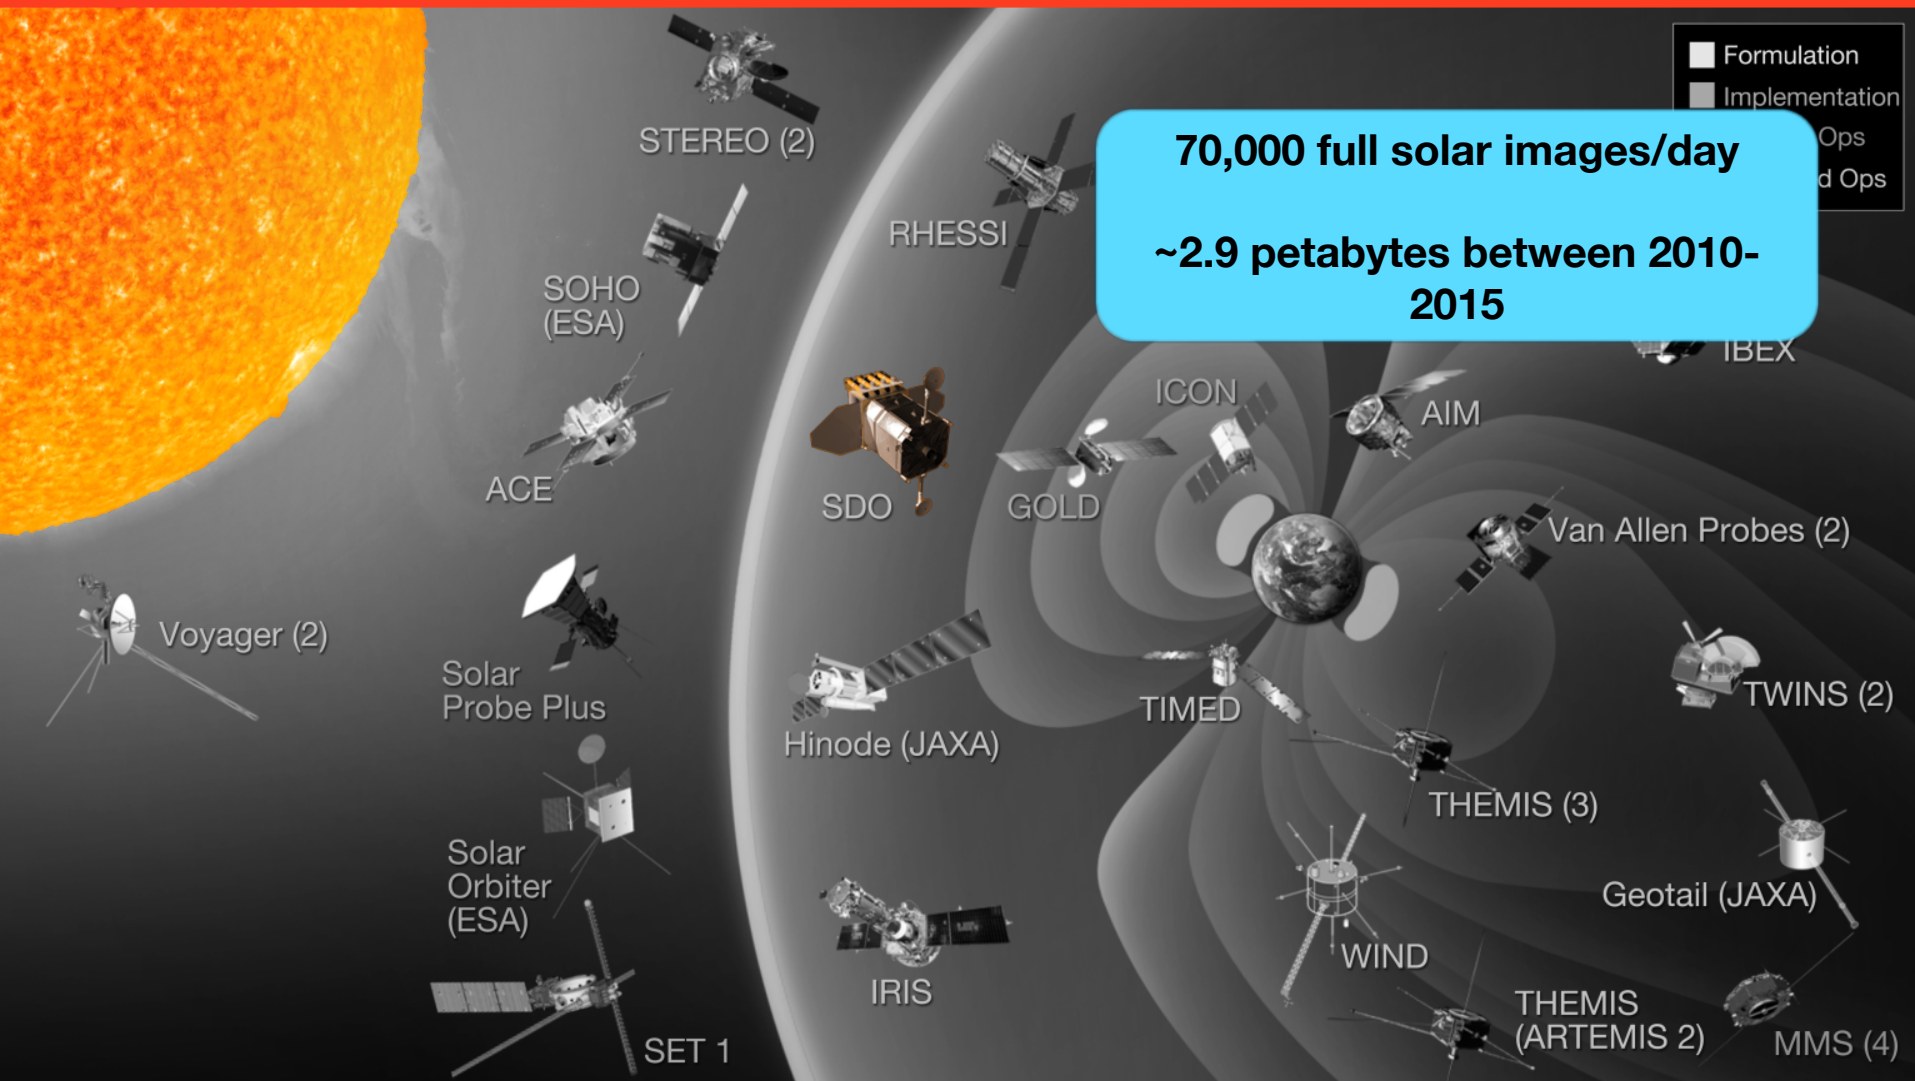 Formulation
Implementation
Ops
d Ops
70,000 full solar images/day
~2.9 petabytes between 2010-
2015
STEREO (2)
RHESSI
SOHO
(ESA)
IBEX
ICON
AIM
ACE
SDO
GOLD
Van Allen Probes (2)
Voyager (2)
Solar
Probe Plus
TIMED
TWINS (2)
Hinode (JAXA)
THEMIS (3)
Solar
Orbiter
(ESA)
Geotail (JAXA)
WIND
IRIS
THEMIS
(ARTEMIS 2)
MMS (4)
SET 1